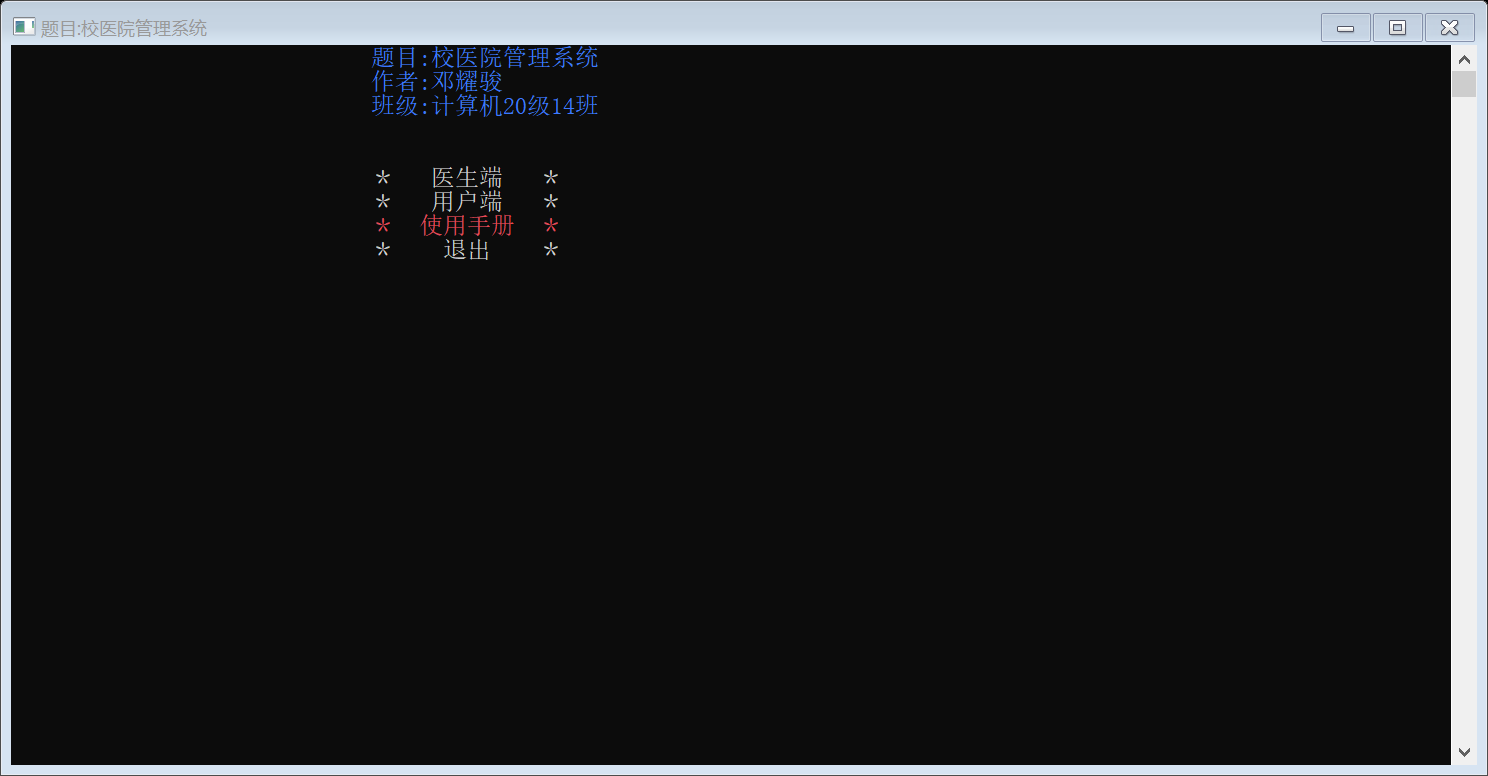 题目:校医院管理系统
题目:校医院管理系统
作者:邓耀骏
班级:计算机20级14班
* 医生端 *
* 用户端 *
* 使用手册 *
* 退出 *